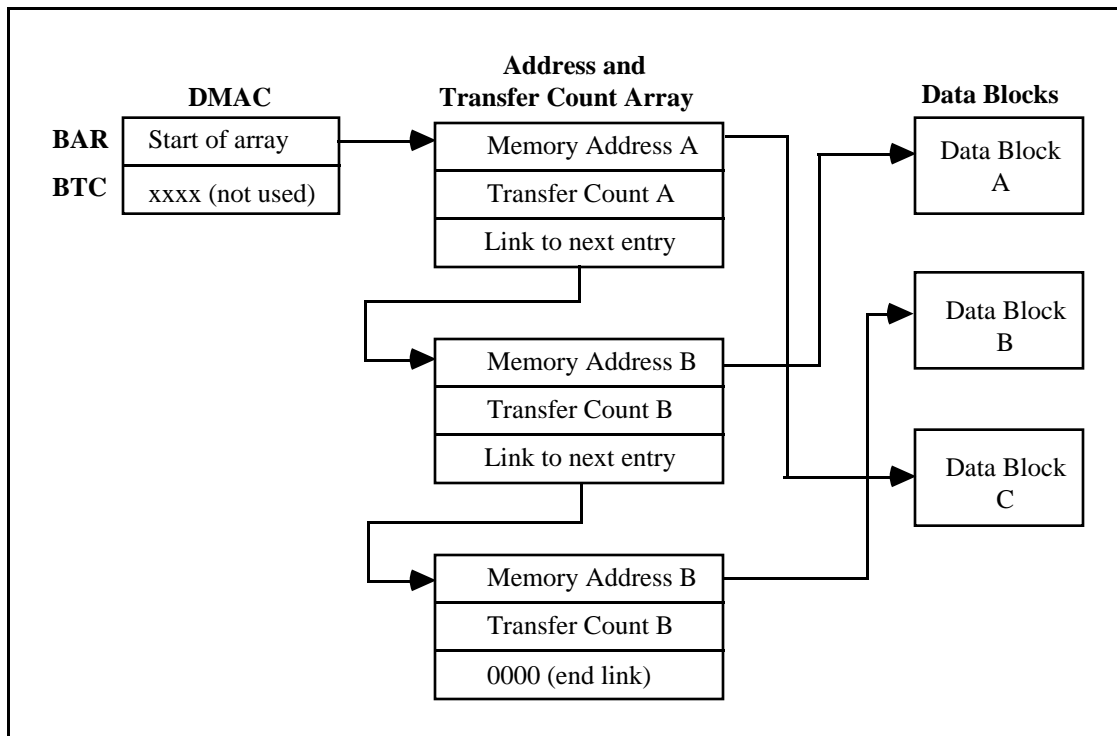 DMAC
BAR
Start of array
BTC
xxxx (not used)
Address and
Transfer Count Array
Memory Address A
Transfer Count A
Link to next entry
Memory Address B
Transfer Count B
Link to next entry
Memory Address B
Transfer Count B
0000 (end link)
Data Blocks
Data Block
A
Data Block
B
Data Block
C